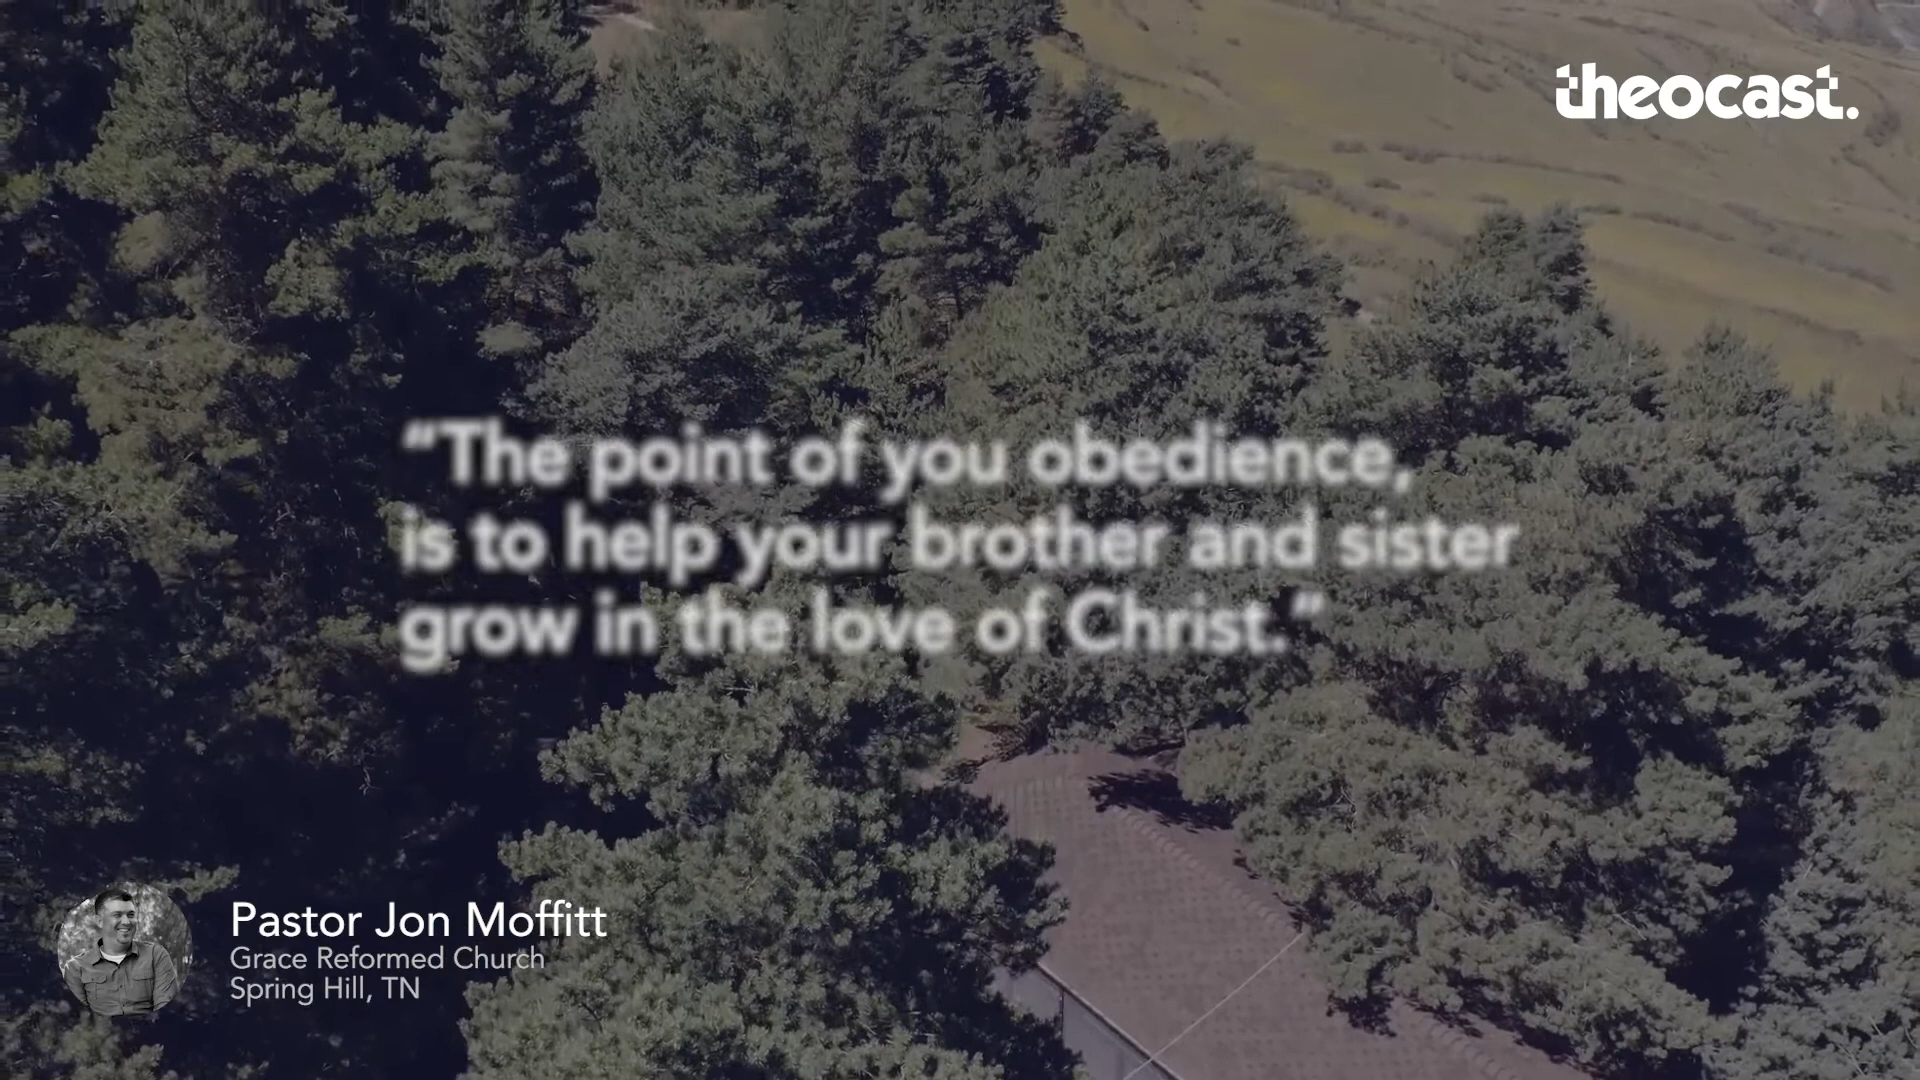 theocast.
“The point of you obedience,
is to help your brother and sister
grow in the love of Christ.”
Pastor Jon Moffitt
Grace Reformed Church
Spring Hill, TN